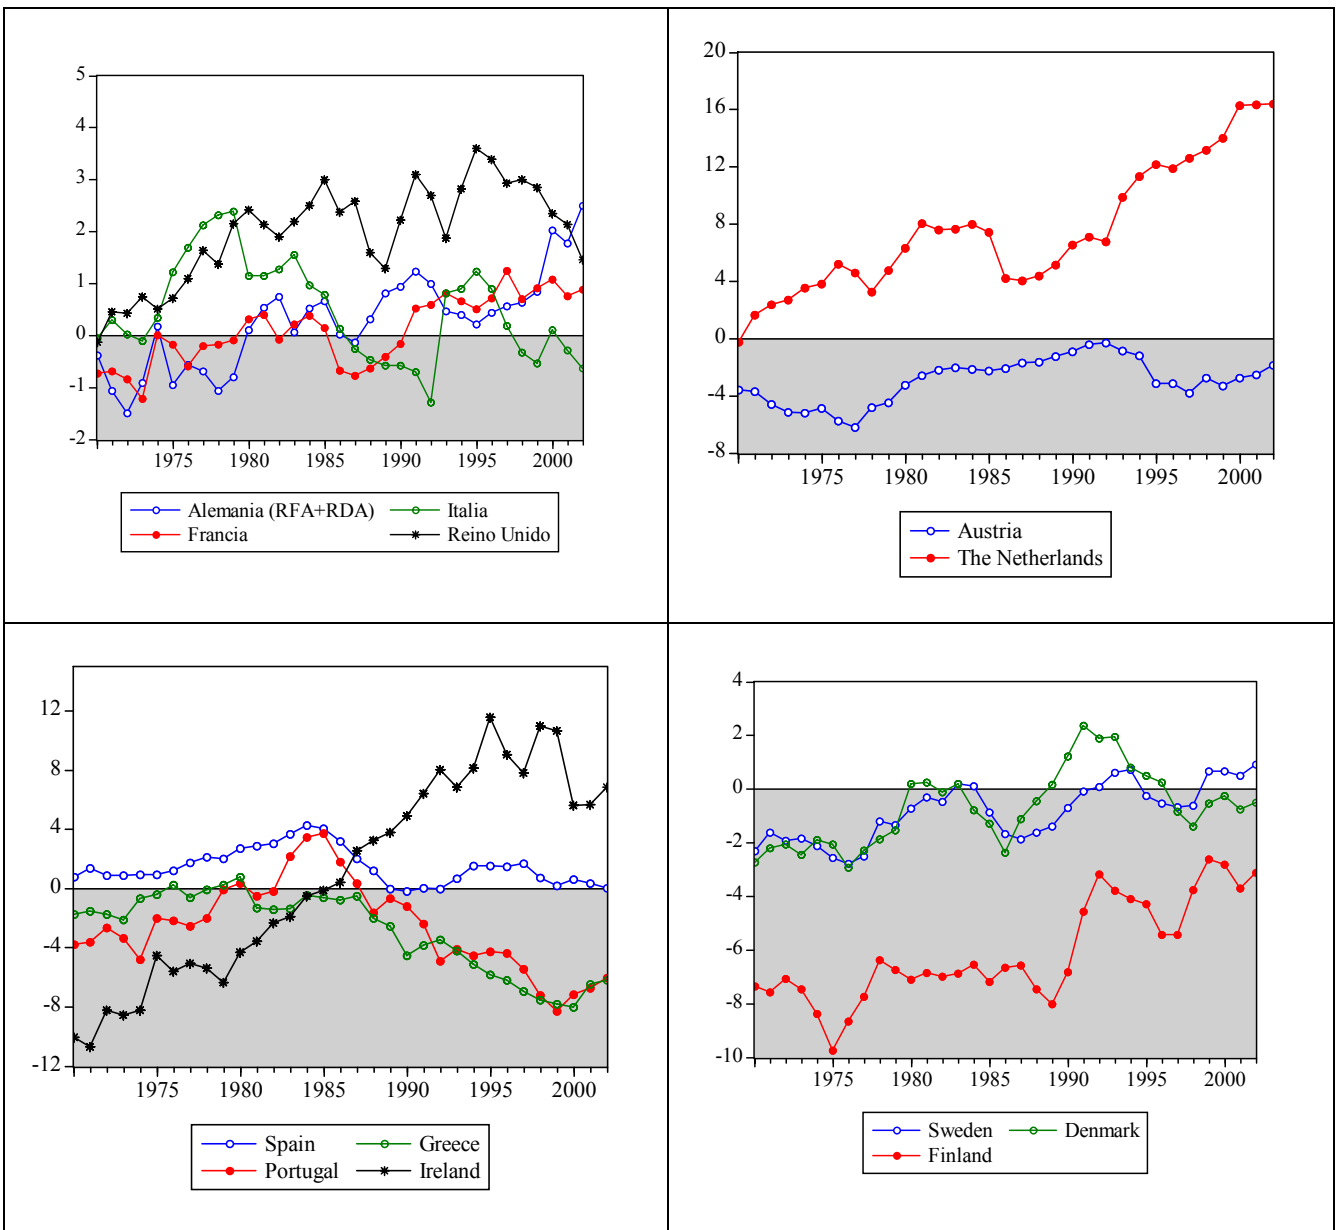 5
4
3
2
1
0
-1
-2
1975 1980 1985 1990 1995 2000
Alemania (RFA+RDA) Italia
Francia Reino Unido
20
16
12
8
4
0
-4
-8
1975 1980 1985 1990 1995 2000
Austria
The Netherlands
12
8
4
0
-4
-8
-12
1975 1980 1985 1990 1995 2000
Spain Greece
Portugal Ireland
4
2
0
-2
-4
-6
-8
-10
1975 1980 1985 1990 1995 2000
Sweden Denmark
Finland